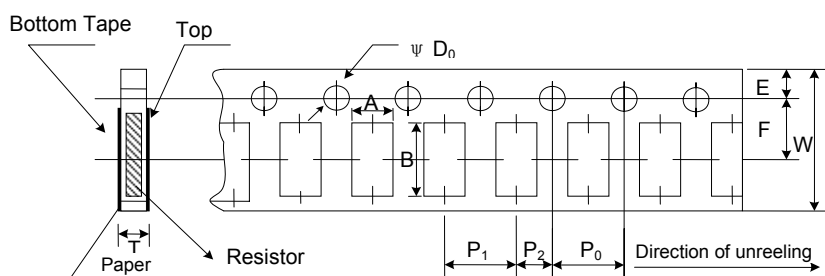 Bottom Tape
Top
ψ D₀
A
B
E
F
W
T
Paper
Resistor
P₁
P₂
P₀
Direction of unreeling